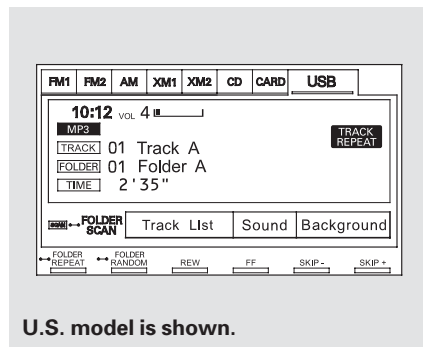 FM1 FM2 AM XM1 XM2 CD CARD USB
10:12 VOL 4
MP3
TRACK REPEAT
TRACK 01 Track A
FOLDER 01 Folder A
TIME 2'35"
SCAN FOLDER SCAN Track LIst Sound Background
FOLDER REPEAT FOLDER RANDOM REW FF SKIP - SKIP +
U.S. model is shown.